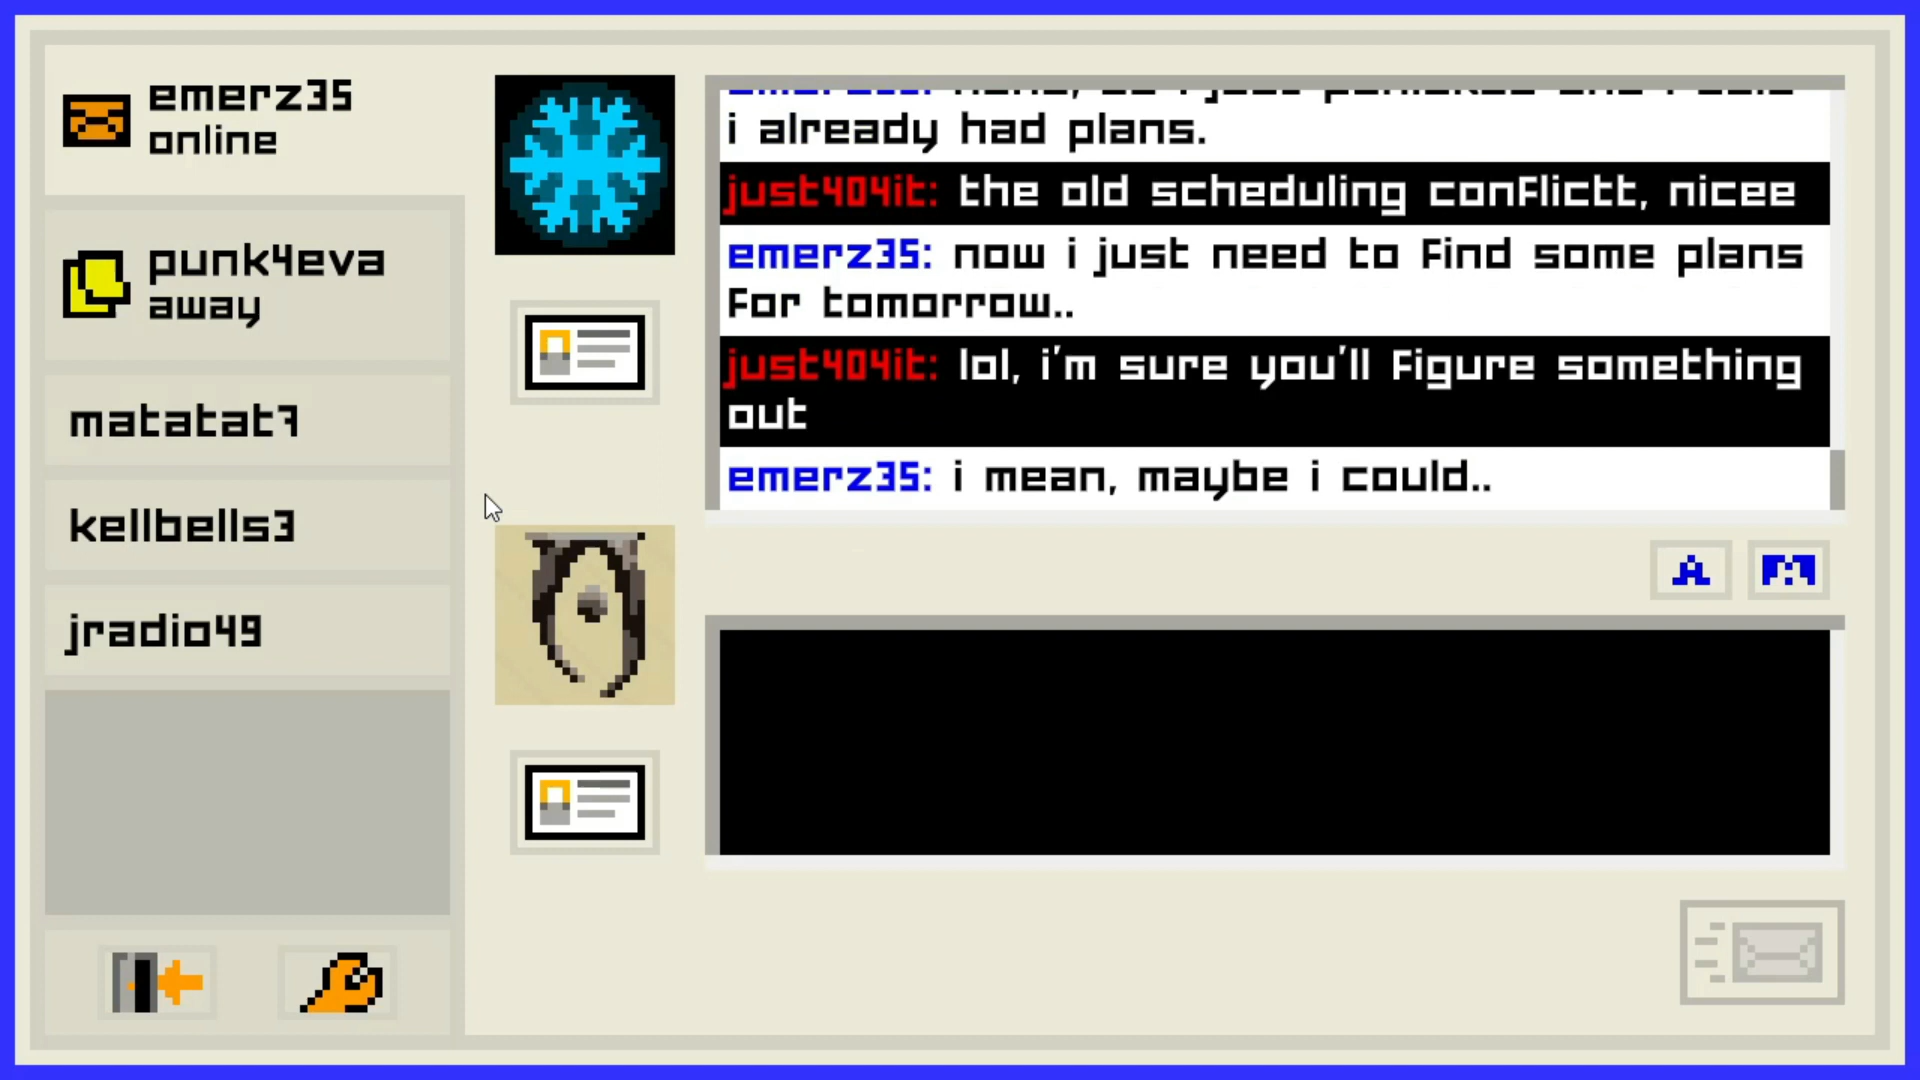 emerz35
online
punk4eva
away
matatat7
kellbells3
jradio49
i already had plans.
just404it: the old scheduling conflictt, nicee
emerz35: now i just need to find some plans
for tomorrow..
just404it: lol, i'm sure you'll figure something
out
emerz35: i mean, maybe i could..
A